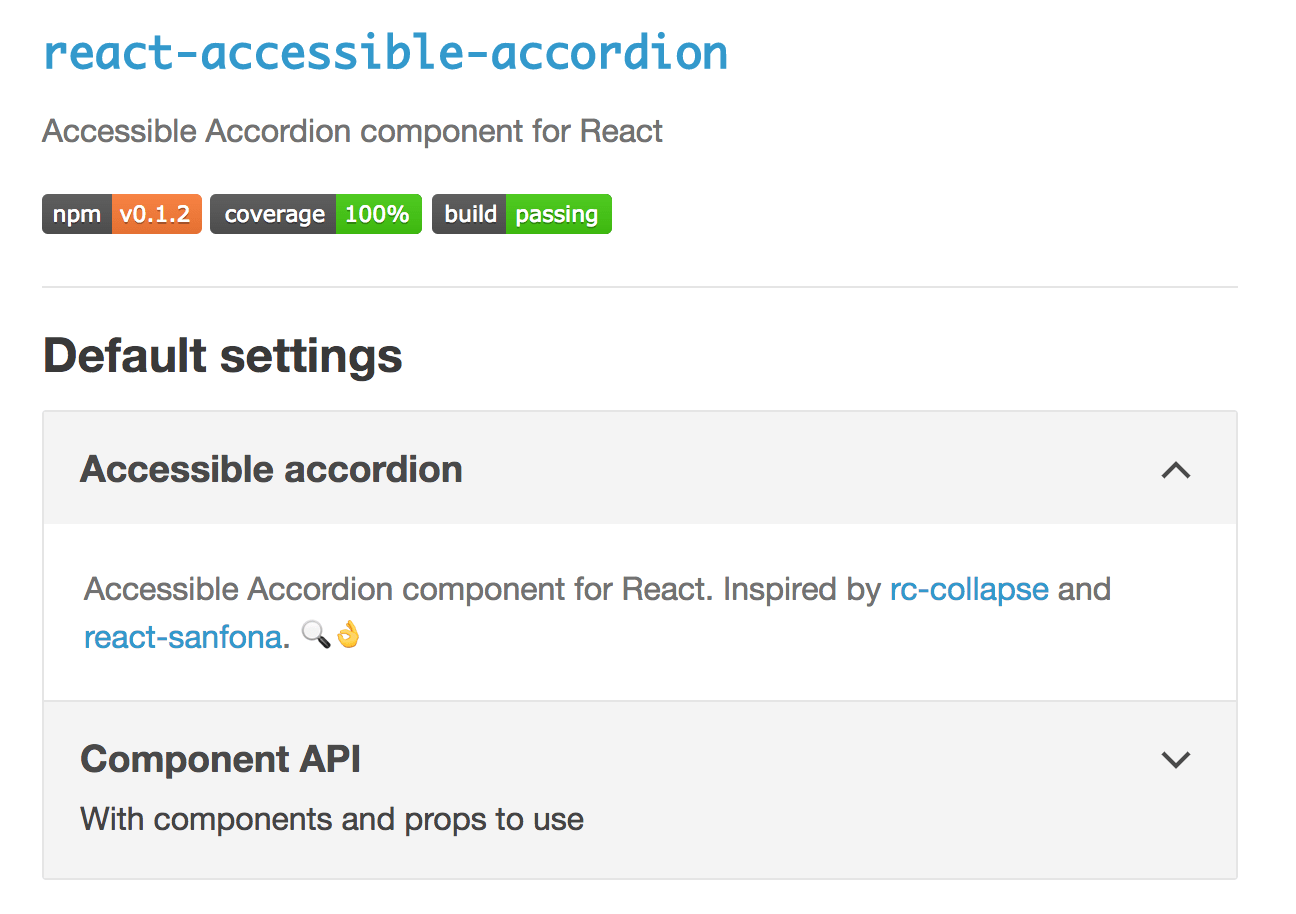 react-accessible-accordion
Accessible Accordion component for React
npm v0.1.2 coverage 100% build passing
Default settings
Accessible accordion
Accessible Accordion component for React. Inspired by rc-collapse and
react-sanfona. 🔍👌
Component API
With components and props to use